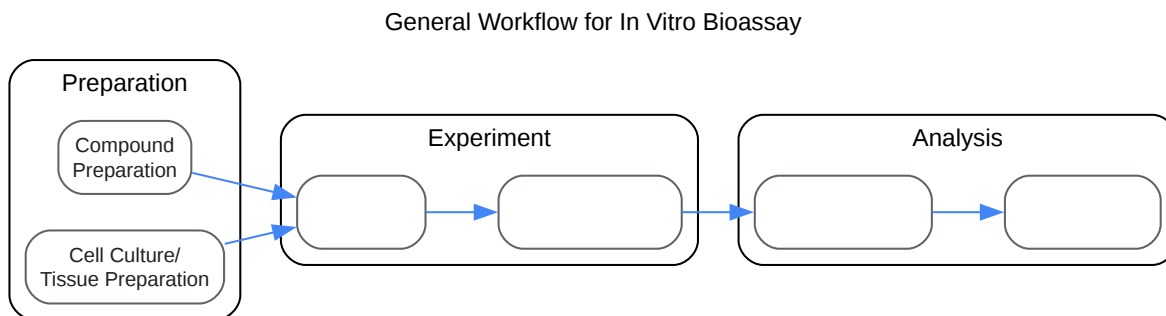 General Workflow for In Vitro Bioassay
Preparation
Compound
Preparation
Cell Culture/
Tissue Preparation
Experiment
Analysis